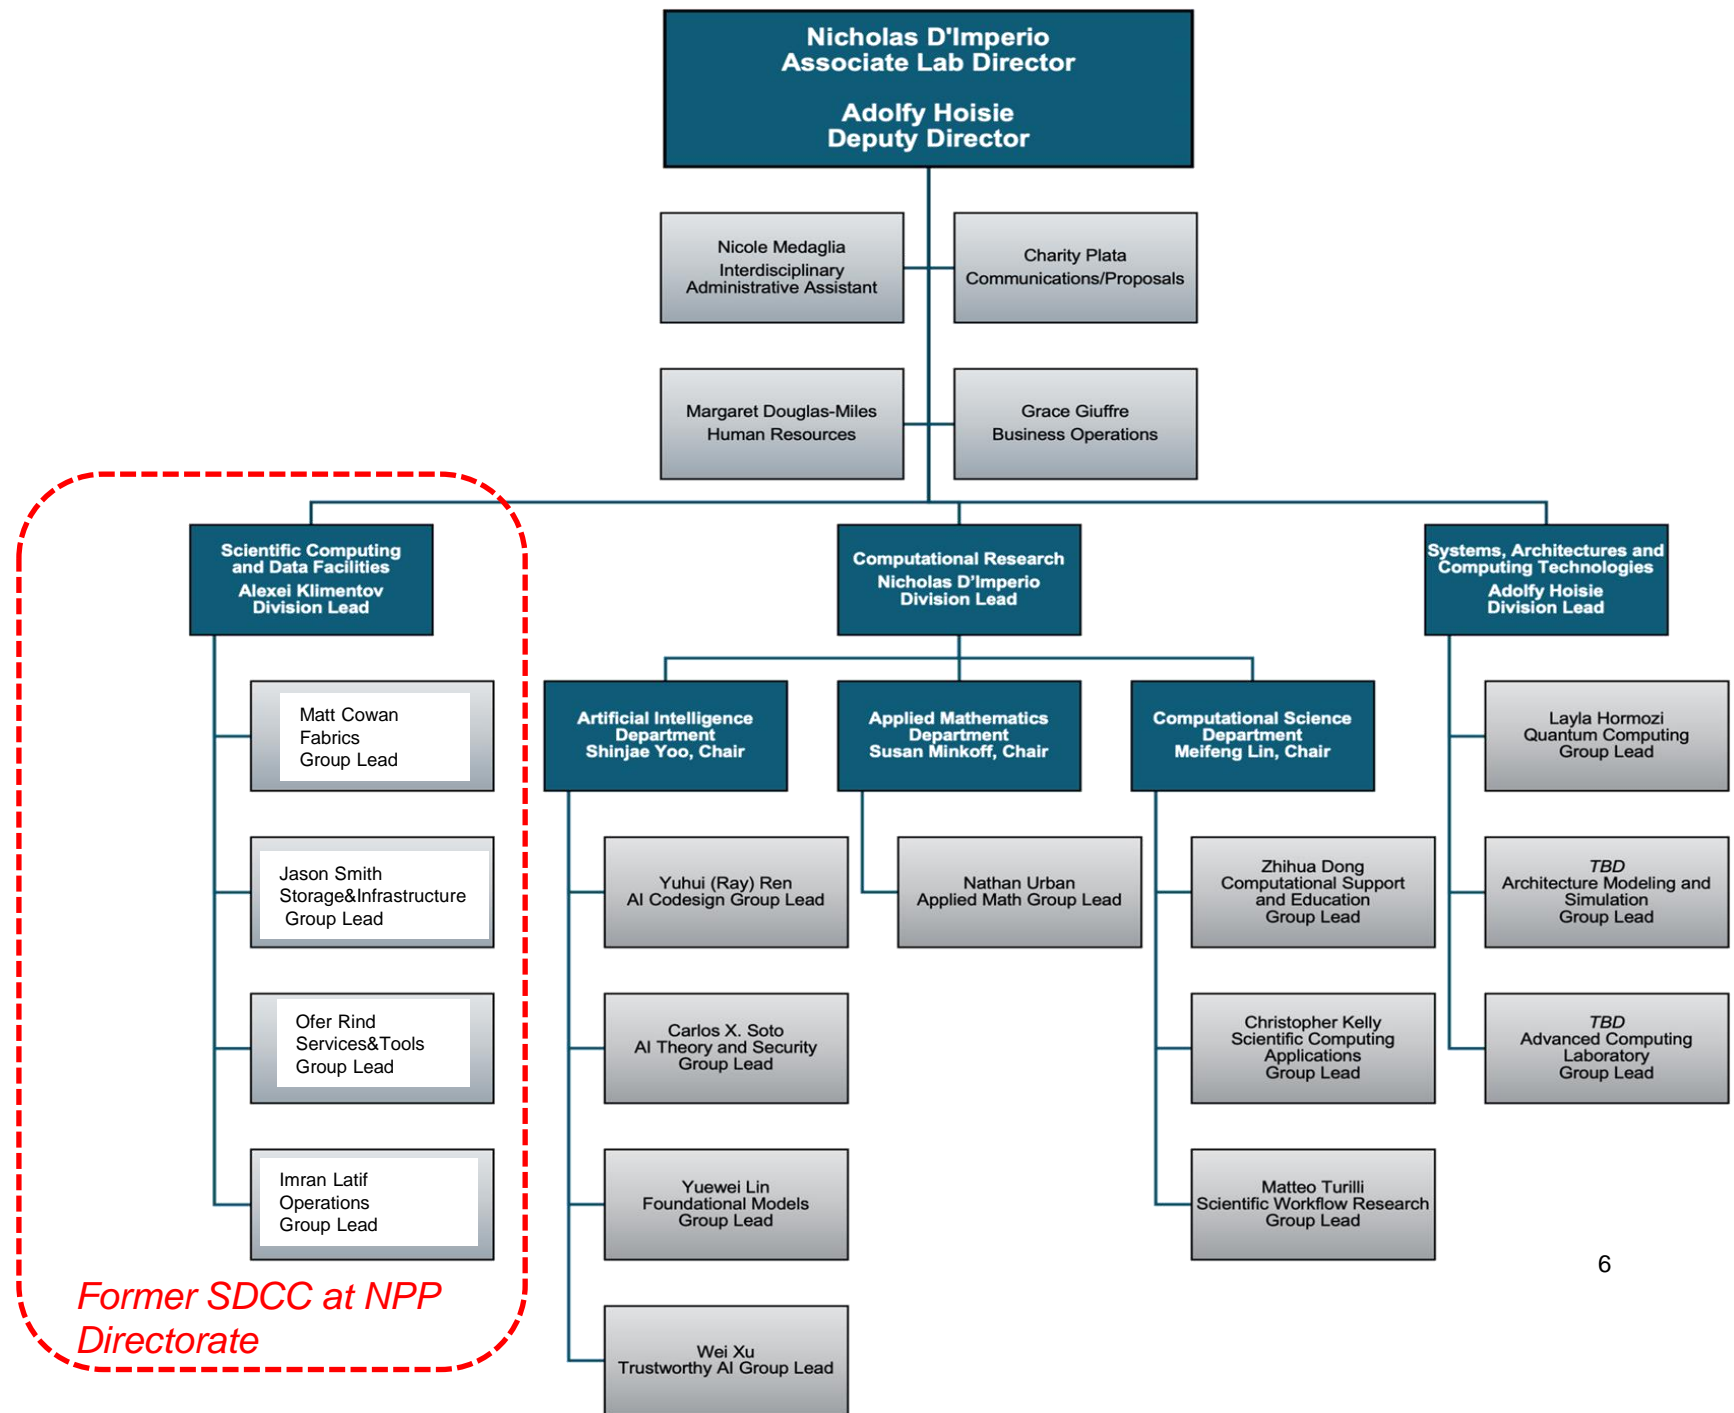 Nicholas D'Imperio
Associate Lab Director
Adolfy Hoisie
Deputy Director
Nicole Medaglia
Interdisciplinary
Administrative Assistant
Charity Plata
Communications/Proposals
Margaret Douglas-Miles
Human Resources
Grace Giuffre
Business Operations
Scientific Computing
and Data Facilities
Alexei Klimentov
Division Lead
Matt Cowan
Fabrics
Group Lead
Jason Smith
Storage&Infrastructure
Group Lead
Ofer Rind
Services&Tools
Group Lead
Imran Latif
Operations
Group Lead
Former SDCC at NPP
Directorate
Computational Research
Nicholas D’Imperio
Division Lead
Artificial Intelligence
Department
Shinjae Yoo, Chair
Yuhui (Ray) Ren
AI Codesign Group Lead
Carlos X. Soto
AI Theory and Security
Group Lead
Yuewei Lin
Foundational Models
Group Lead
Wei Xu
Trustworthy AI Group Lead
Applied Mathematics
Department
Susan Minkoff, Chair
Nathan Urban
Applied Math Group Lead
Computational Science
Department
Meifeng Lin, Chair
Zhihua Dong
Computational Support
and Education
Group Lead
Christopher Kelly
Scientific Computing
Applications
Group Lead
Matteo Turilli
Scientific Workflow Research
Group Lead
Systems, Architectures and
Computing Technologies
Adolfy Hoisie
Division Lead
Layla Hormozi
Quantum Computing
Group Lead
TBD
Architecture Modeling and
Simulation
Group Lead
TBD
Advanced Computing
Laboratory
Group Lead
6